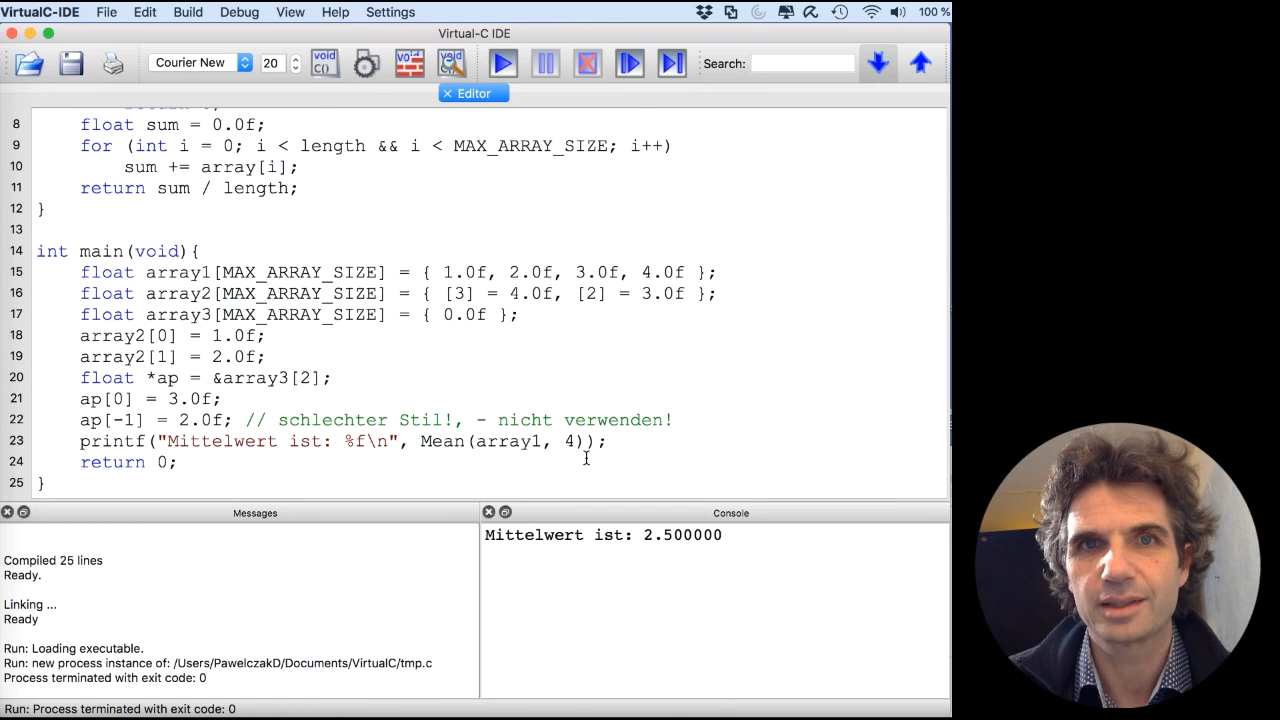 VirtualC-IDE File Edit Build Debug View Help Settings 100 %
Virtual-C IDE
Courier New 20 void C() void void Search:
× Editor
8 float sum = 0.0f;
9 for (int i = 0; i < length && i < MAX_ARRAY_SIZE; i++)
10 sum += array[i];
11 return sum / length;
12 }
13
14 int main(void){
15 float array1[MAX_ARRAY_SIZE] = { 1.0f, 2.0f, 3.0f, 4.0f };
16 float array2[MAX_ARRAY_SIZE] = { [3] = 4.0f, [2] = 3.0f };
17 float array3[MAX_ARRAY_SIZE] = { 0.0f };
18 array2[0] = 1.0f;
19 array2[1] = 2.0f;
20 float *ap = &array3[2];
21 ap[0] = 3.0f;
22 ap[-1] = 2.0f; // schlechter Stil!, - nicht verwenden!
23 printf("Mittelwert ist: %f\n", Mean(array1, 4));
24 return 0;
25 }
Messages
Compiled 25 lines
Ready.
Linking ...
Ready
Run: Loading executable.
Run: new process instance of: /Users/PawelczakD/Documents/VirtualC/tmp.c
Process terminated with exit code: 0
Console
Mittelwert ist: 2.500000
Run: Process terminated with exit code: 0